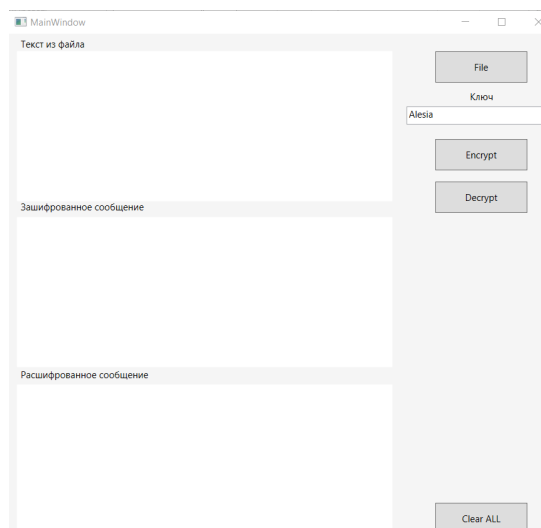 MainWindow
Текст из файла
File
Ключ
Alesia
Encrypt
Decrypt
Зашифрованное сообщение
Расшифрованное сообщение
Clear ALL